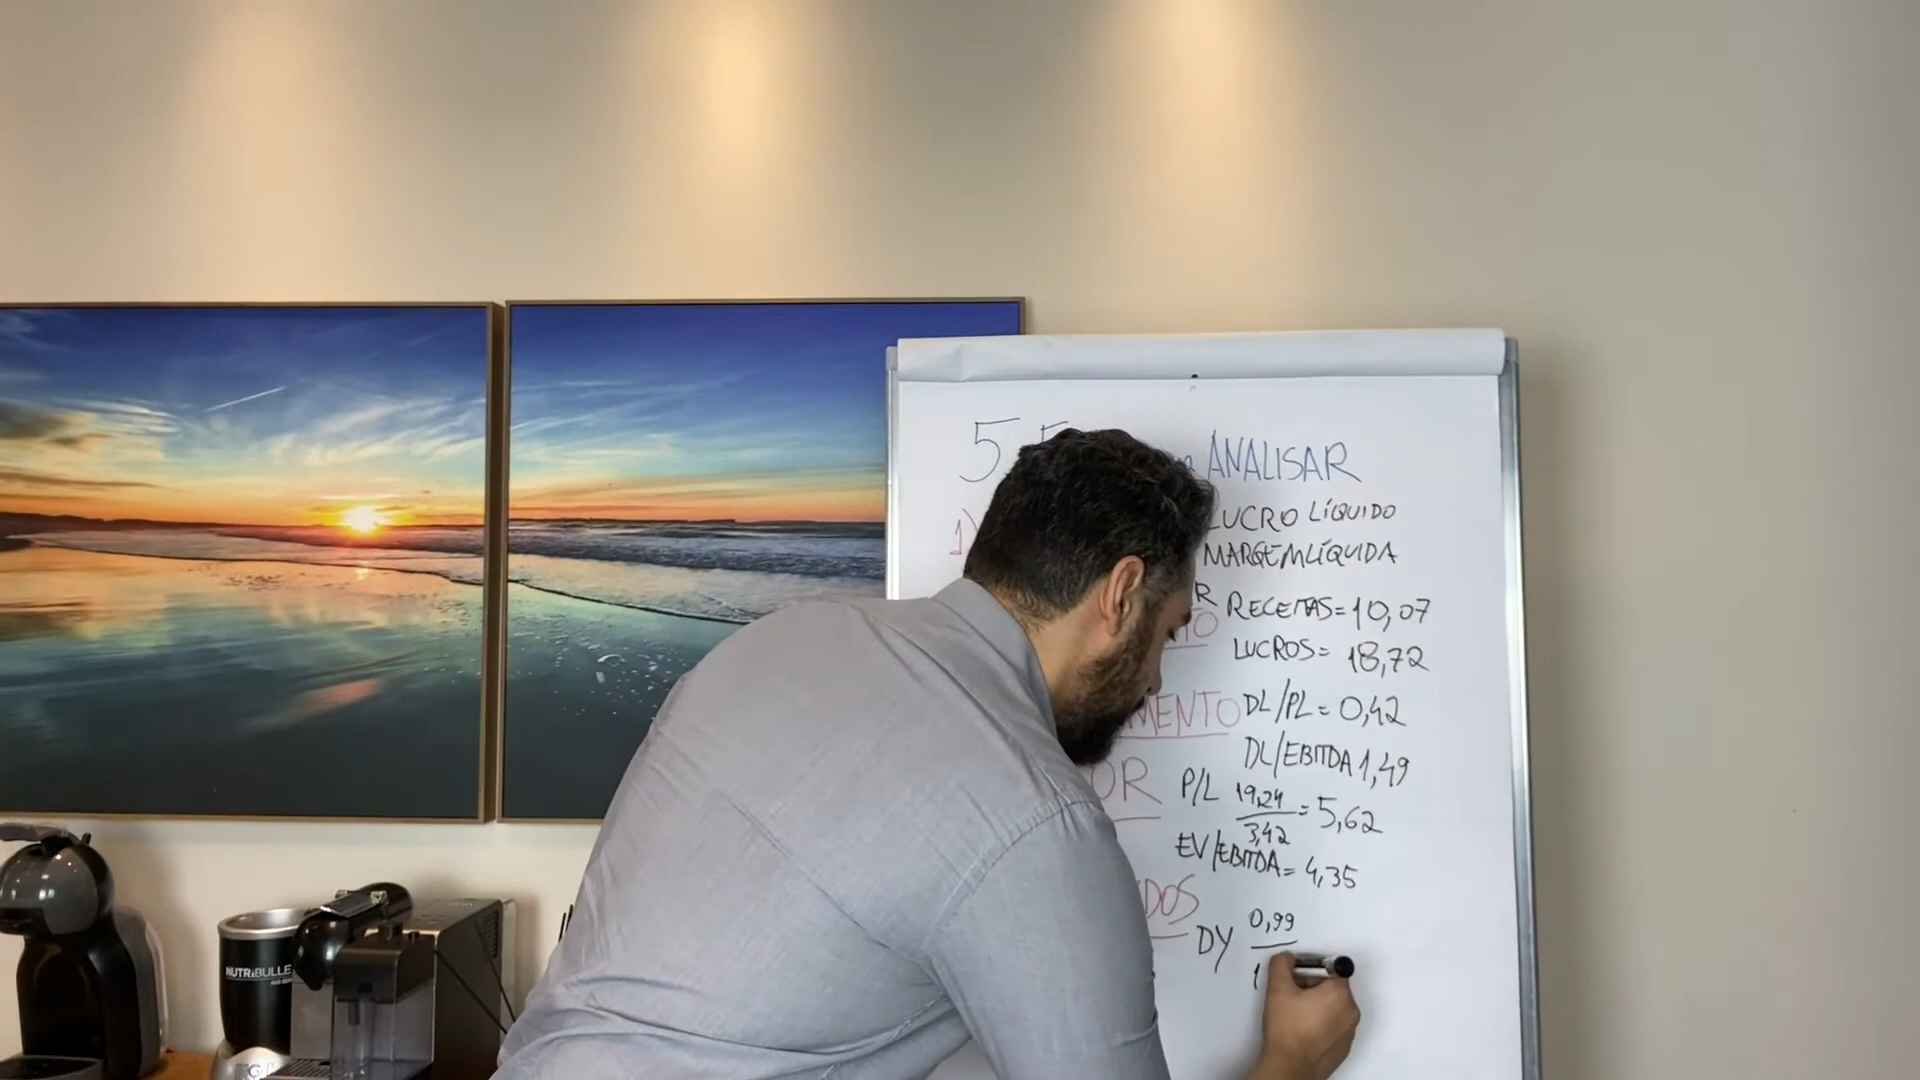 5 ANALISAR
1) LUCRO LÍQUIDO
MARGEM LÍQUIDA
RECEITAS = 10,07
LUCROS = 18,72
MENTO DL/PL = 0,42
DL/EBITDA 1,49
OR P/L 19,24 / 3,42 = 5,62
EV/EBITDA = 4,35
DOS
DY 0,99
1
NUTRiBULLE